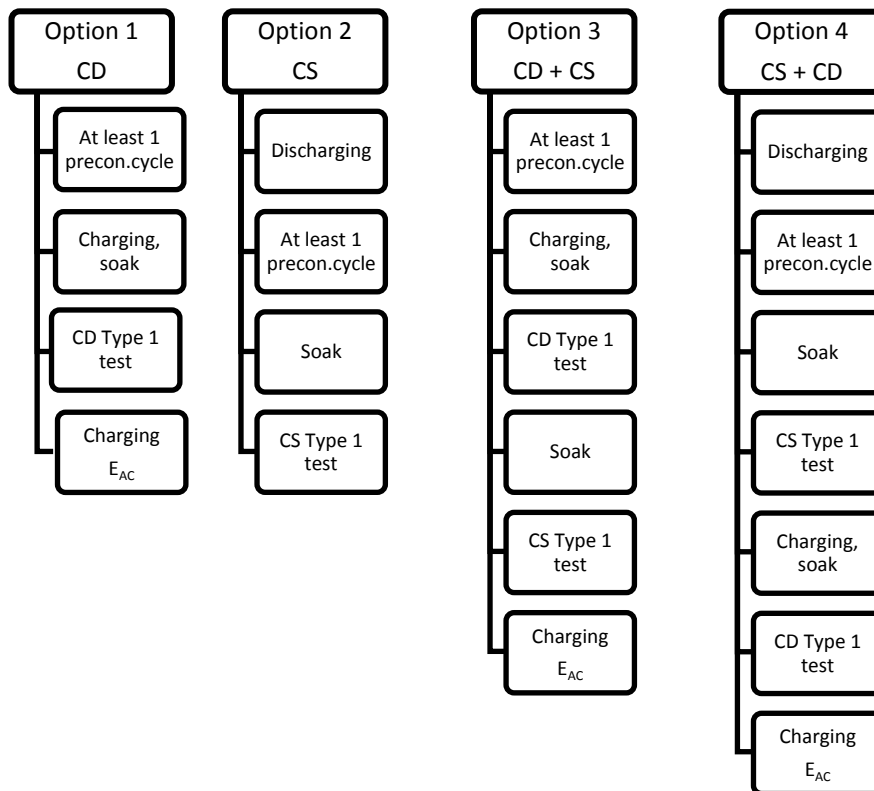 Option 1
CD
At least 1
precon.cycle
Charging,
soak
CD Type 1
test
Charging
E_AC
Option 2
CS
Discharging
At least 1
precon.cycle
Soak
CS Type 1
test
Option 3
CD + CS
At least 1
precon.cycle
Charging,
soak
CD Type 1
test
Soak
CS Type 1
test
Charging
E_AC
Option 4
CS + CD
Discharging
At least 1
precon.cycle
Soak
CS Type 1
test
Charging,
soak
CD Type 1
test
Charging
E_AC